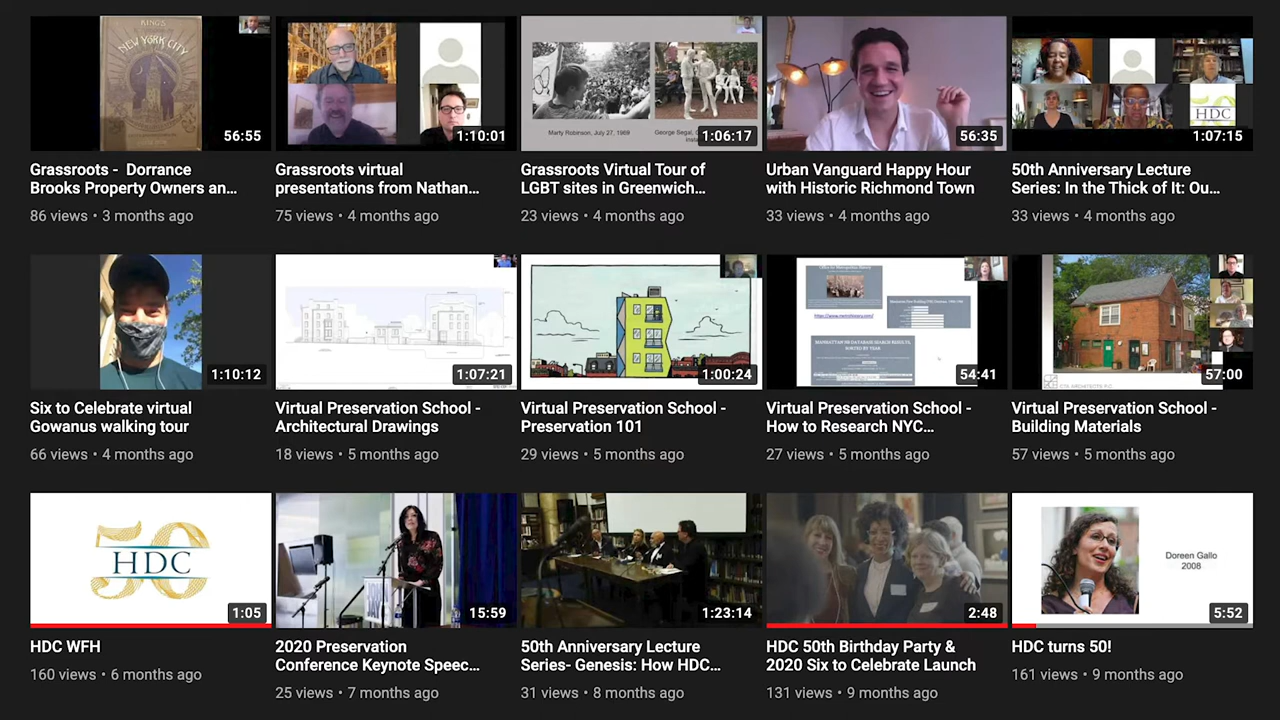 KING'S
NEW YORK CITY
56:55
1:10:01
Marty Robinson, July 27, 1969
George Segal,
1:06:17
56:35
HDC
1:07:15
Grassroots - Dorrance
Brooks Property Owners an...
86 views • 3 months ago
Grassroots virtual
presentations from Nathan...
75 views • 4 months ago
Grassroots Virtual Tour of
LGBT sites in Greenwich...
23 views • 4 months ago
Urban Vanguard Happy Hour
with Historic Richmond Town
33 views • 4 months ago
50th Anniversary Lecture
Series: In the Thick of It: Ou...
33 views • 4 months ago
1:10:12
1:07:21
1:00:24
MANHATTAN NB DATABASE SEARCH RESULTS,
SORTED BY YEAR
54:41
57:00
Six to Celebrate virtual
Gowanus walking tour
66 views • 4 months ago
Virtual Preservation School -
Architectural Drawings
18 views • 5 months ago
Virtual Preservation School -
Preservation 101
29 views • 5 months ago
Virtual Preservation School -
How to Research NYC...
27 views • 5 months ago
Virtual Preservation School -
Building Materials
57 views • 5 months ago
50
HDC
1:05
15:59
1:23:14
2:48
Doreen Gallo
2008
5:52
HDC WFH
160 views • 6 months ago
2020 Preservation
Conference Keynote Speec...
25 views • 7 months ago
50th Anniversary Lecture
Series- Genesis: How HDC...
31 views • 8 months ago
HDC 50th Birthday Party &
2020 Six to Celebrate Launch
131 views • 9 months ago
HDC turns 50!
161 views • 9 months ago